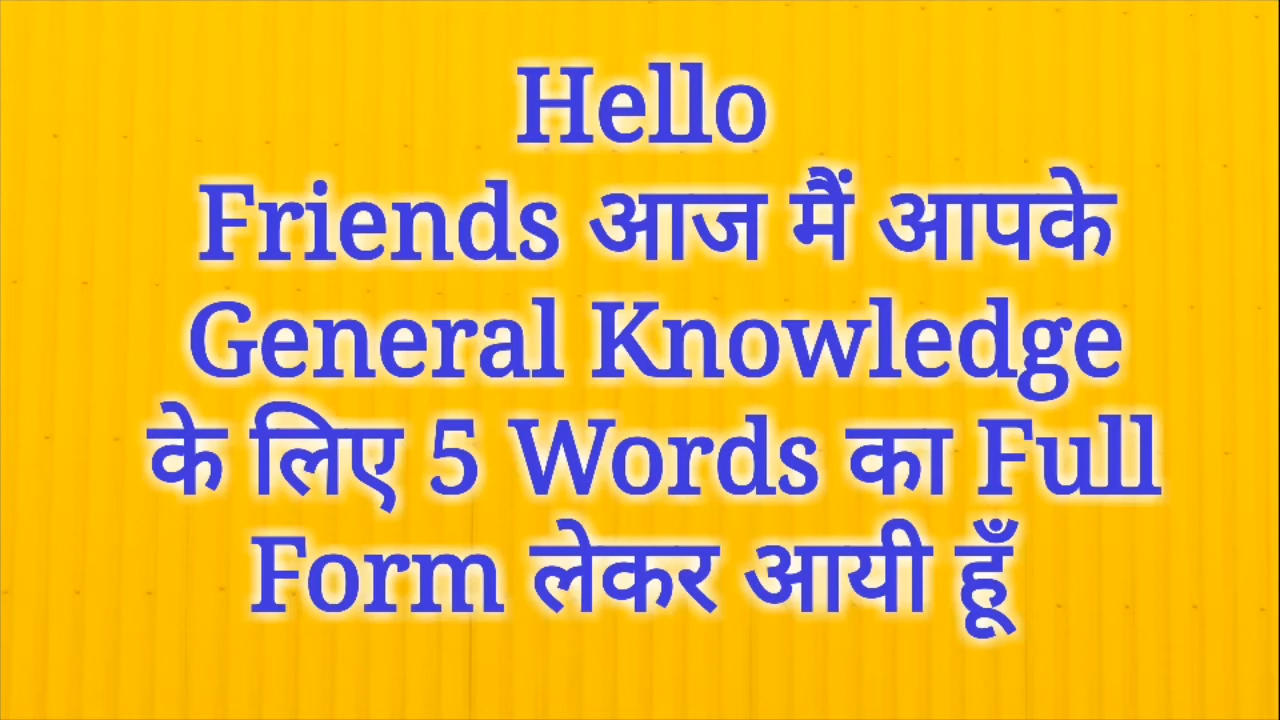 Hello
Friends आज मैं आपके
General Knowledge
के लिए 5 Words का Full
Form लेकर आयी हूँ